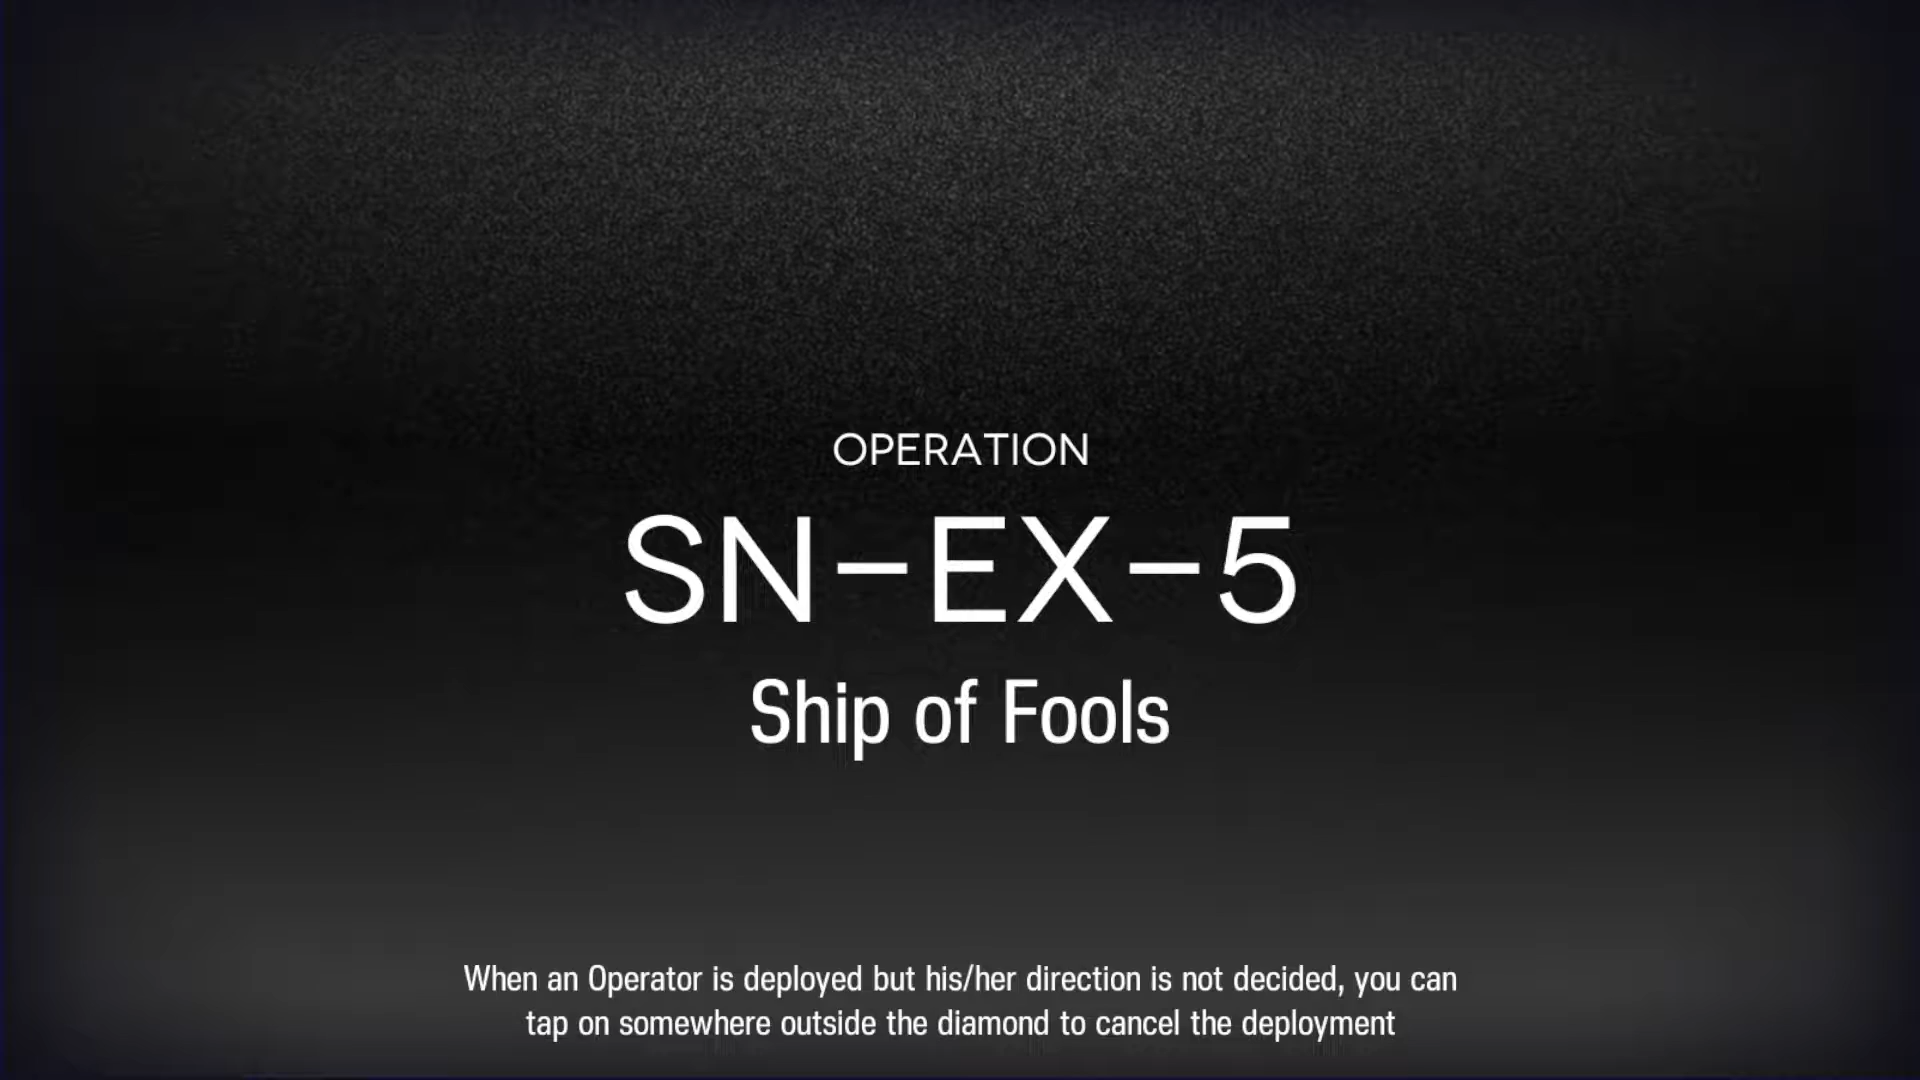 OPERATION
SN-EX-5
Ship of Fools
When an Operator is deployed but his/her direction is not decided, you can
tap on somewhere outside the diamond to cancel the deployment